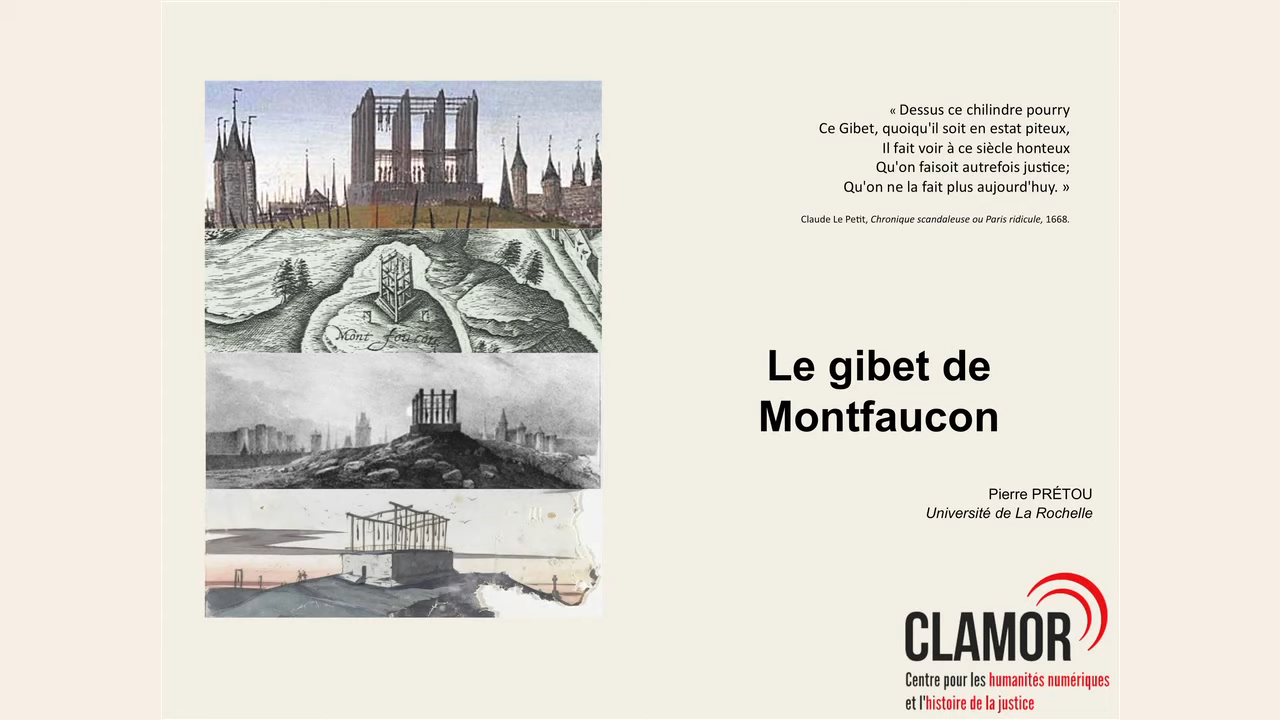 « Dessus ce chilindre pourry
Ce Gibet, quoiqu'il soit en estat piteux,
Il fait voir à ce siècle honteux
Qu'on faisoit autrefois justice;
Qu'on ne la fait plus aujourd'huy. »
Claude Le Petit, Chronique scandaleuse ou Paris ridicule, 1668.
Mont foucon
Le gibet de
Montfaucon
Pierre PRÉTOU
Université de La Rochelle
CLAMOR
Centre pour les humanités numériques
et l'histoire de la justice